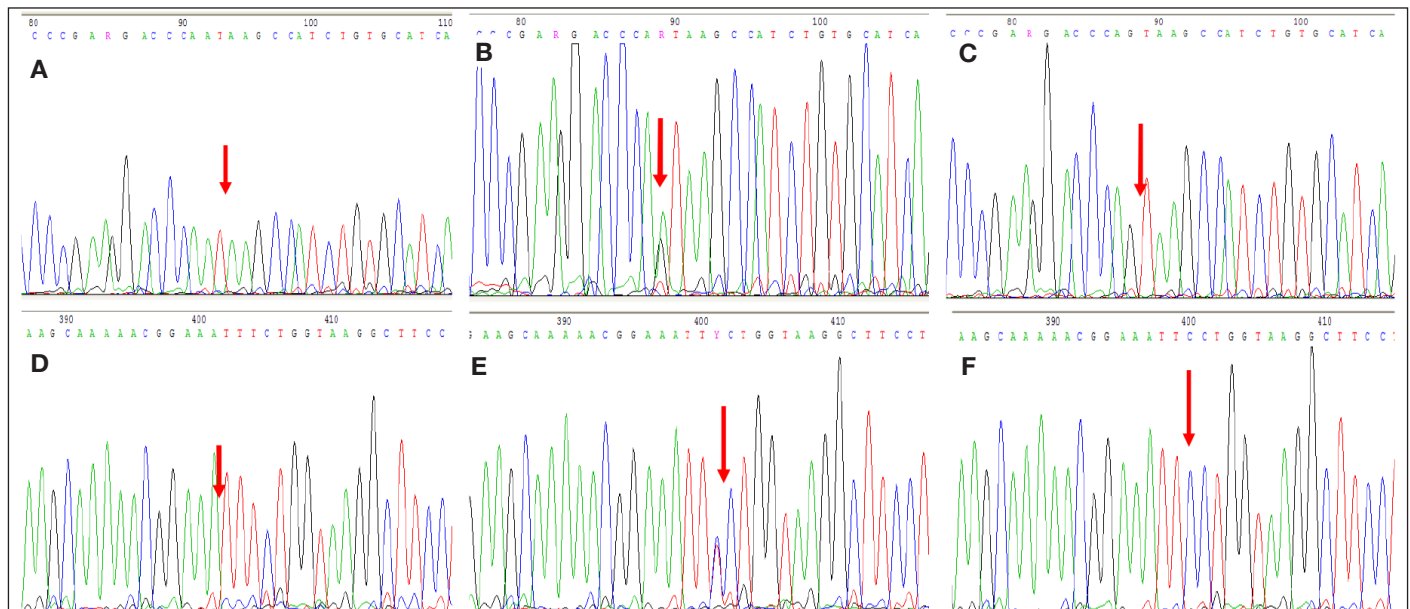 80 90 100 110
C C C G A R G A C C C A A T A A G C C A T C T G T G C A T C A
A
80 90 100
C G A R G A C C C A R T A A G C C A T C T G T G C A T C A
B
80 90 100
C C C G A R G A C C C A G T A A G C C A T C T G T G C A T C A
C
390 400 410
A A G C A A A A A C G G A A A T T T C T G G T A A G G C T T C C
D
390 400 410
G A A G C A A A A A C G G A A A T T Y C T G G T A A G G C T T C C T
E
390 400 410
A A G C A A A A A C G G A A A T T C C T G G T A A G G C T T C C
F